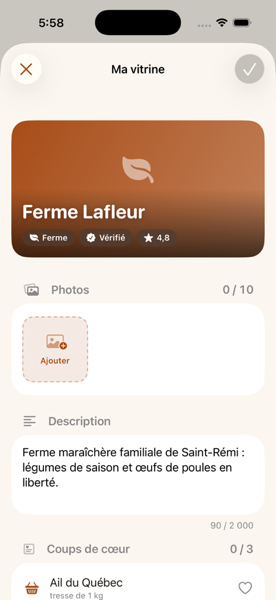 5:58
Ma vitrine
Ferme Lafleur
Ferme Vérifié 4,8
Photos 0 / 10
Ajouter
Description
Ferme maraîchère familiale de Saint-Rémi :
légumes de saison et œufs de poules en
liberté.
90 / 2 000
Coups de cœur 0 / 3
Ail du Québec
tresse de 1 kg